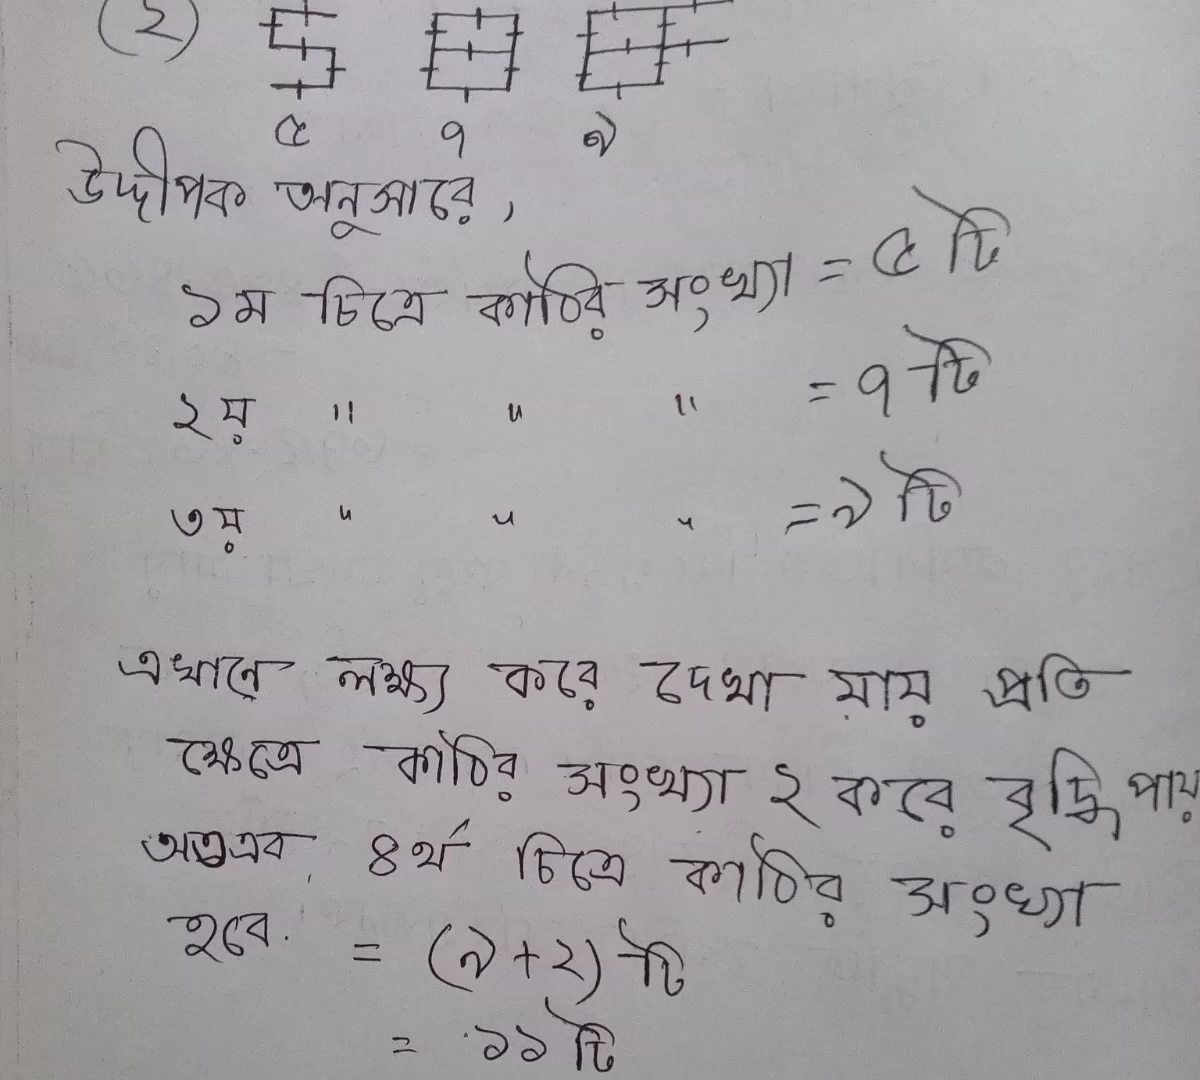 (২)
৫ ৭ ৯
উদ্দীপক অনুসারে,
১ম চিত্রে কাঠির সংখ্যা = ৫ টি
২য় " " " = ৭ টি
৩য় " " " = ৯ টি
এখানে লক্ষ্য করে দেখা যায় প্রতি
ক্ষেত্রে কাঠির সংখ্যা ২ করে বৃদ্ধি পায়
অতএব, ৪র্থ চিত্রে কাঠির সংখ্যা
হবে. = (৯+২) টি
= ১১ টি